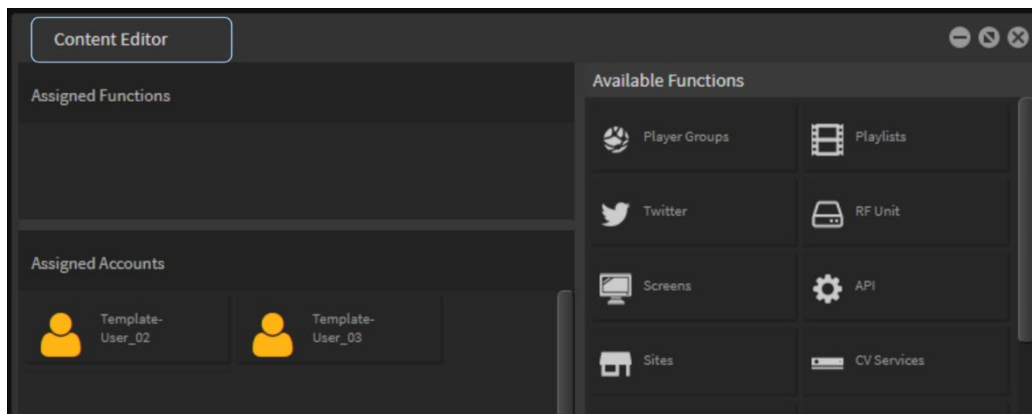 Content Editor
Assigned Functions
Assigned Accounts
Template-
User_02
Template-
User_03
Available Functions
Player Groups
Playlists
Twitter
RF Unit
Screens
API
Sites
CV Services